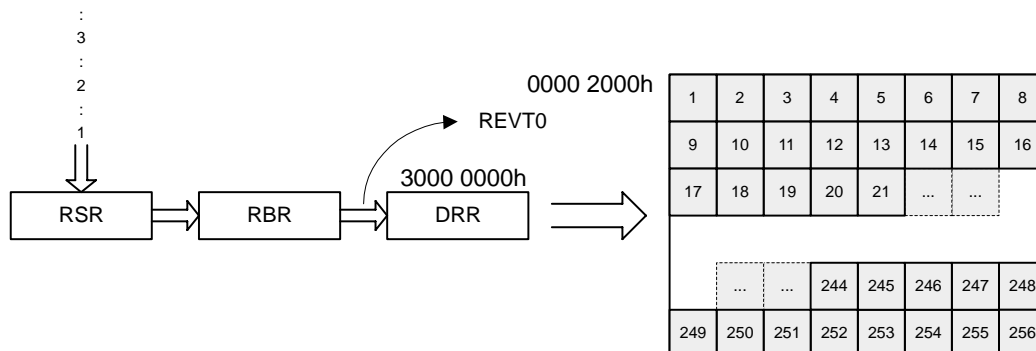 :
3
:
2
:
1
0000 2000h
1 2 3 4 5 6 7 8
REVT0
9 10 11 12 13 14 15 16
3000 0000h
17 18 19 20 21 ... ...
RSR RBR DRR
... ... 244 245 246 247 248
249 250 251 252 253 254 255 256